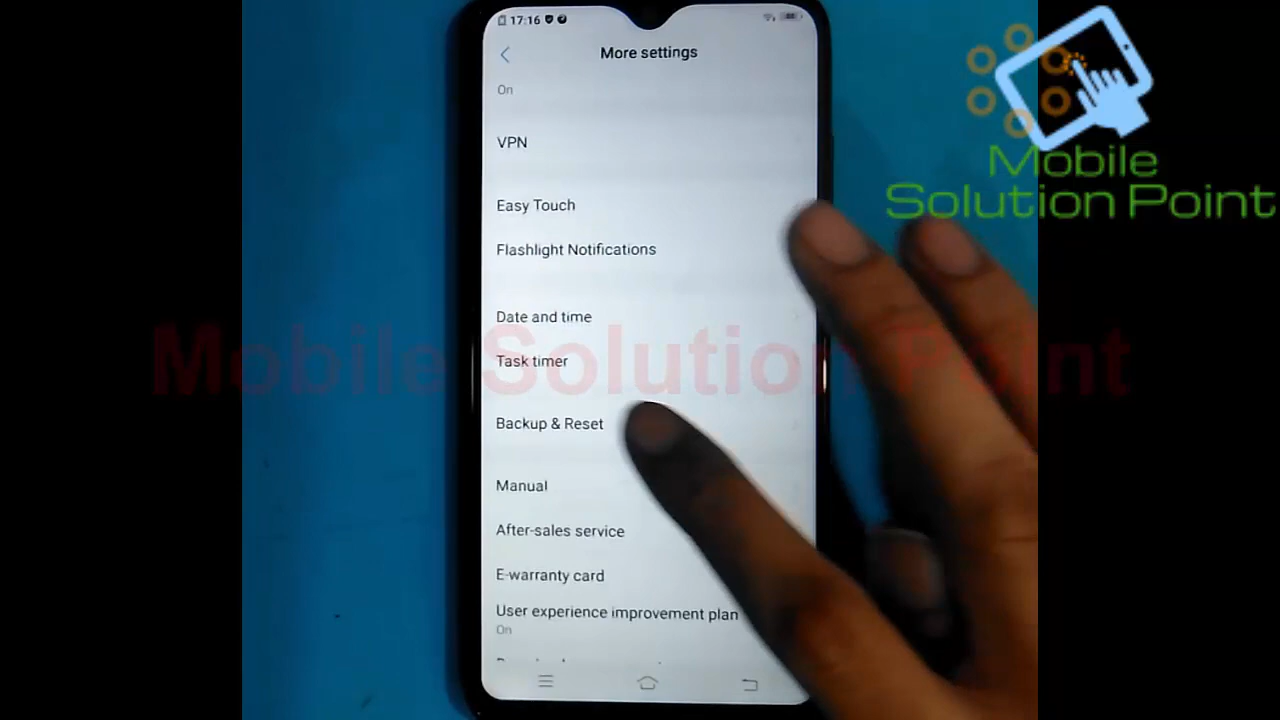 17:16
More settings
On
VPN
Easy Touch
Flashlight Notifications
Date and time
Task timer
Backup & Reset
Manual
After-sales service
E-warranty card
User experience improvement plan
On
Mobile
Solution Point
Mobile Solution Point